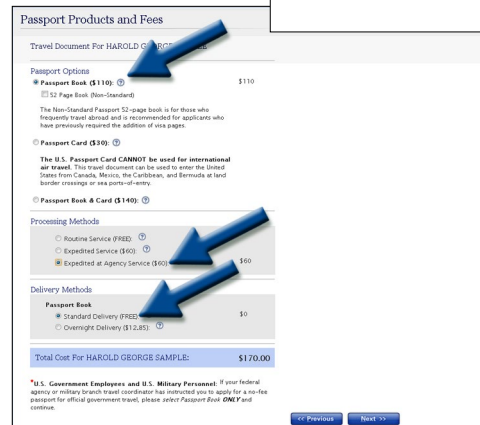 Passport Products and Fees
Travel Document For HAROLD
Passport Options
Passport Book ($110): ? $110
52 Page Book (Non-Standard)
The Non-Standard Passport 52-page book is for those who
frequently travel abroad and is recommended for applicants who
have previously required the addition of visa pages.
Passport Card ($30): ?
The U.S. Passport Card CANNOT be used for international
air travel. This travel document can be used to enter the United
States from Canada, Mexico, the Caribbean, and Bermuda at land
border crossings or sea ports-of-entry.
Passport Book & Card ($140): ?
Processing Methods
Routine Service (FREE): ?
Expedited Service ($60): ?
Expedited at Agency Service ($60) $60
Delivery Methods
Passport Book
Standard Delivery (FREE) $0
Overnight Delivery ($12.85): ?
Total Cost For HAROLD GEORGE SAMPLE: $170.00
*U.S. Government Employees and U.S. Military Personnel: If your federal
agency or military branch travel coordinator has instructed you to apply for a no-fee
passport for official government travel, please select Passport Book ONLY and
continue.
<< Previous Next >>